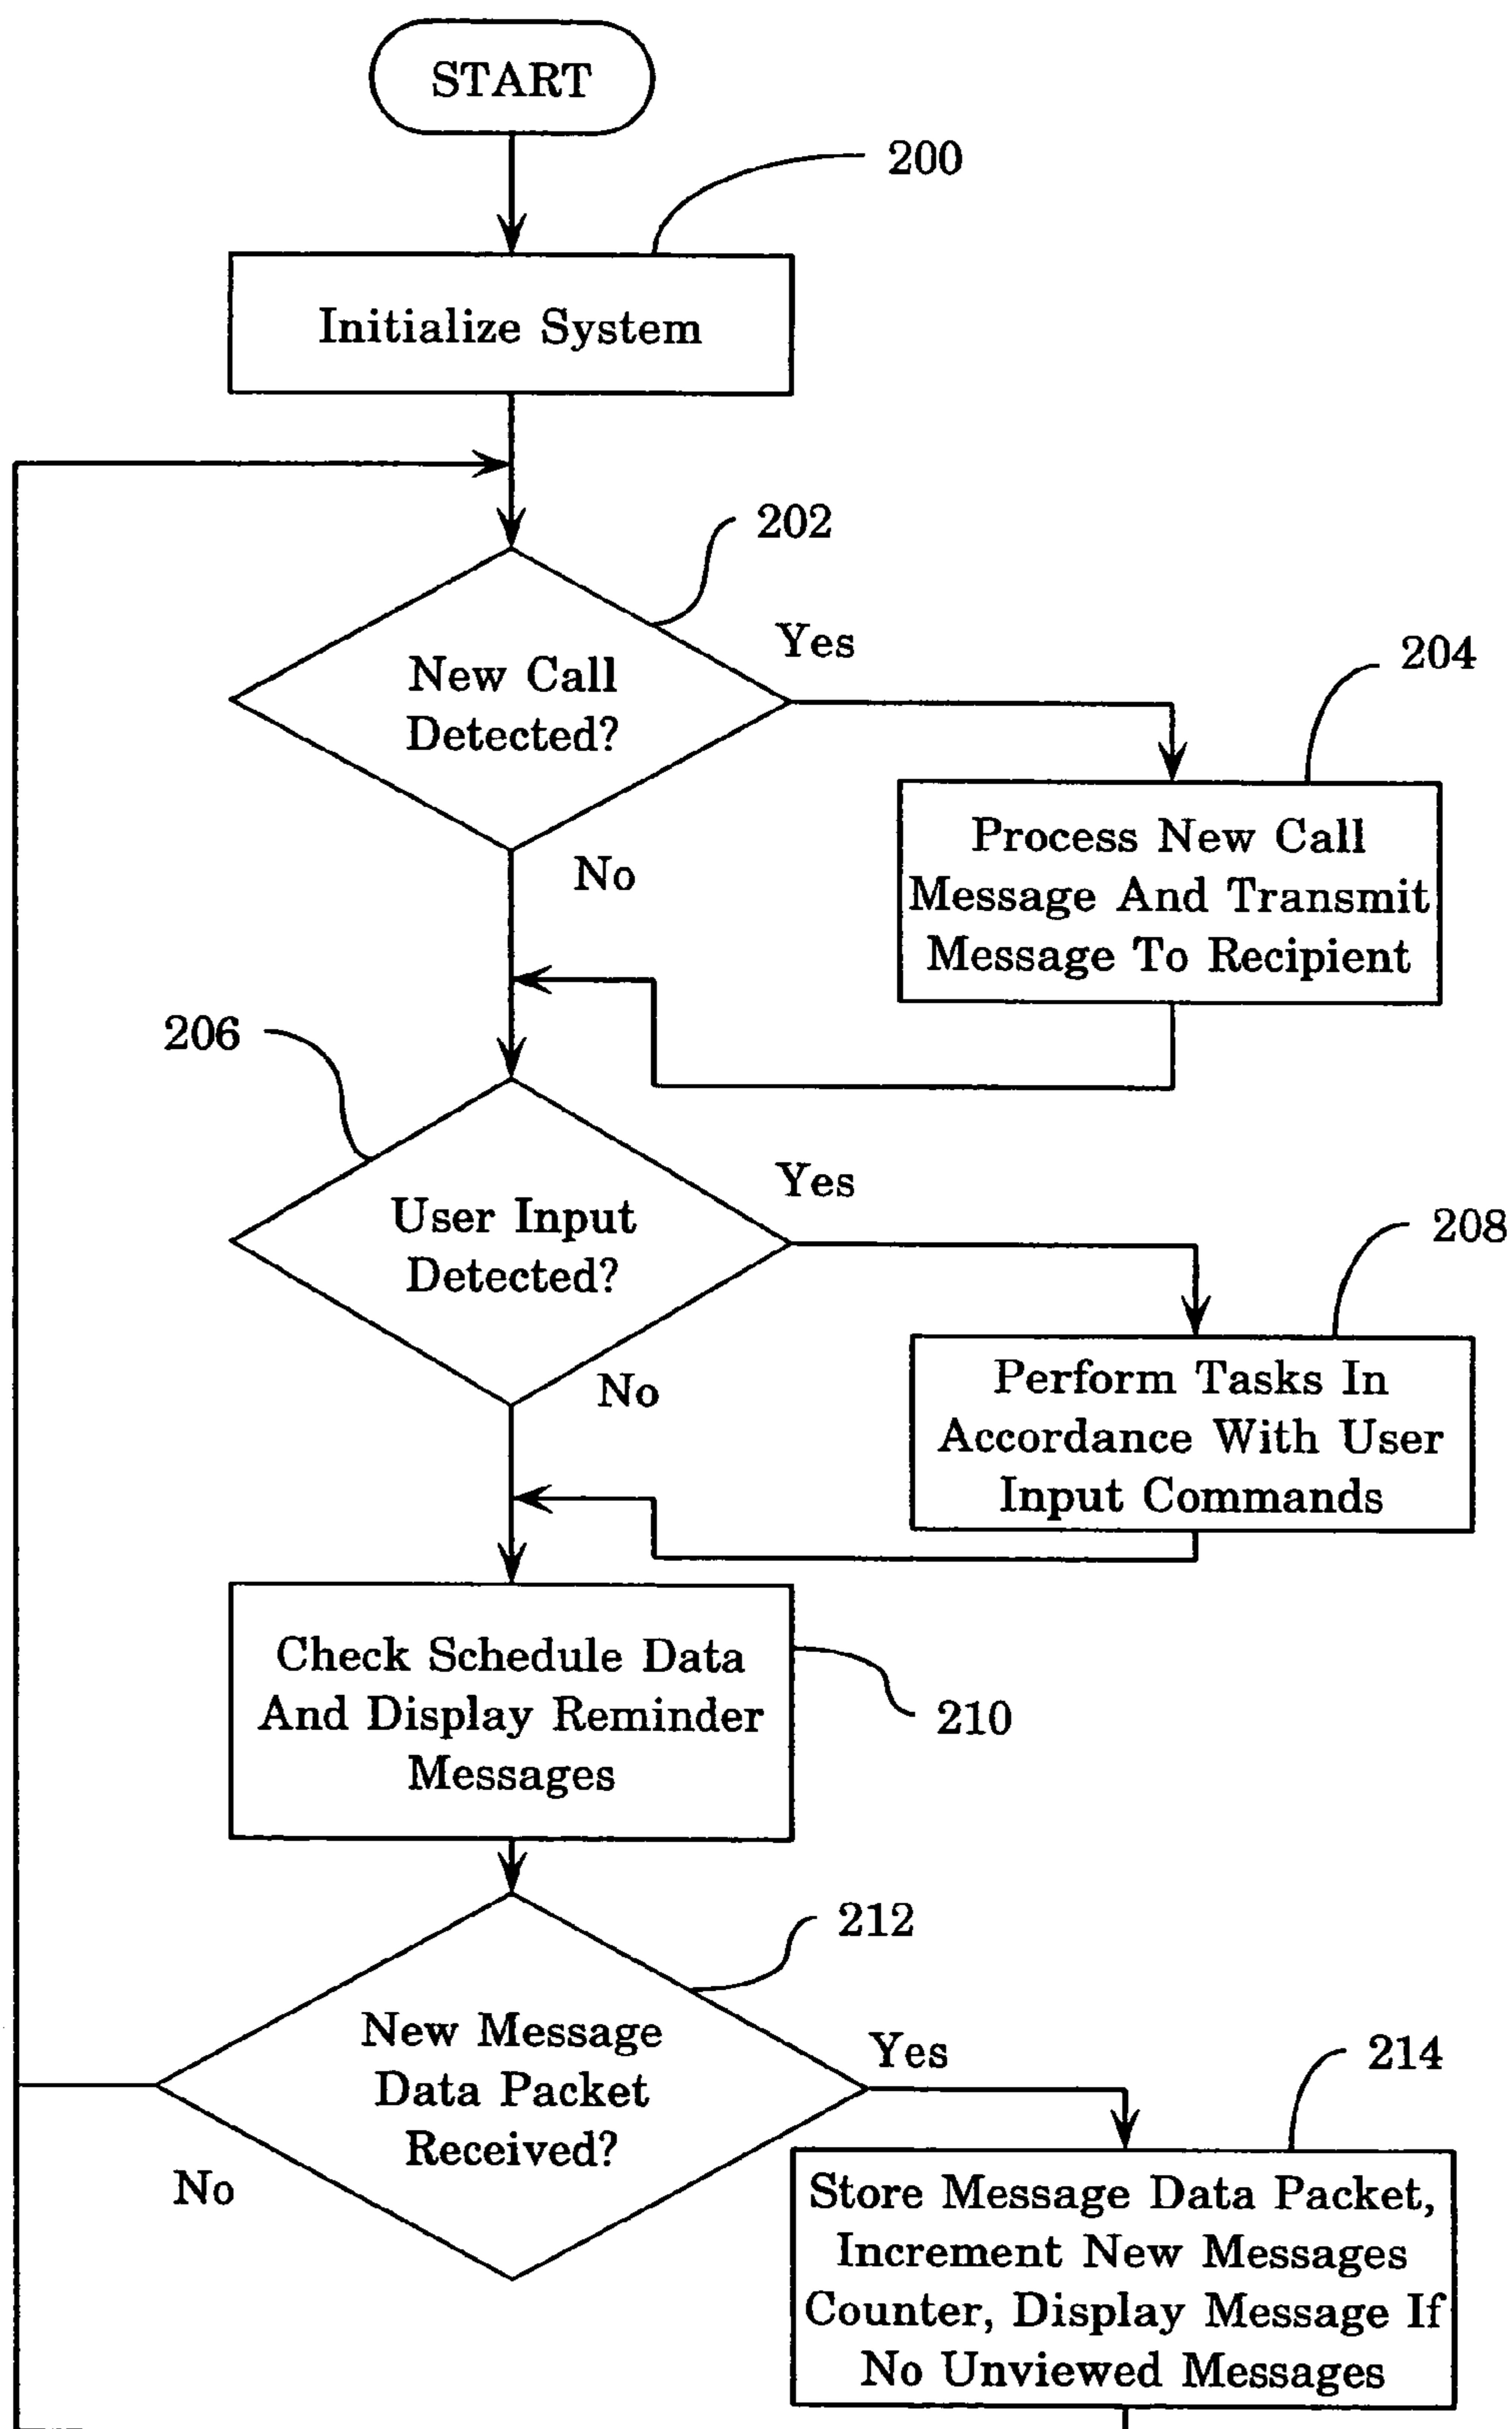 START
200
Initialize System
202
New Call
Detected?
Yes
204
Process New Call
Message And Transmit
Message To Recipient
No
206
User Input
Detected?
Yes
208
Perform Tasks In
Accordance With User
Input Commands
No
Check Schedule Data
And Display Reminder
Messages
210
212
New Message
Data Packet
Received?
Yes
No
214
Store Message Data Packet,
Increment New Messages
Counter, Display Message If
No Unviewed Messages